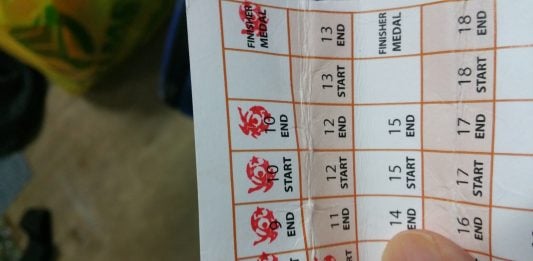 9
END
10
START
10
END
FINISHER
MEDAL
11
END
12
START
12
END
13
START
13
END
14
END
15
START
15
END
FINISHER
MEDAL
16
END
17
START
17
END
18
START
18
END